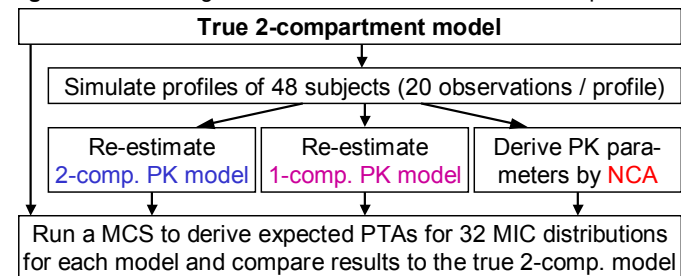 True 2-compartment model
Simulate profiles of 48 subjects (20 observations / profile)
Re-estimate
2-comp. PK model
Re-estimate
1-comp. PK model
Derive PK para-
meters by NCA
Run a MCS to derive expected PTAs for 32 MIC distributions
for each model and compare results to the true 2-comp. model